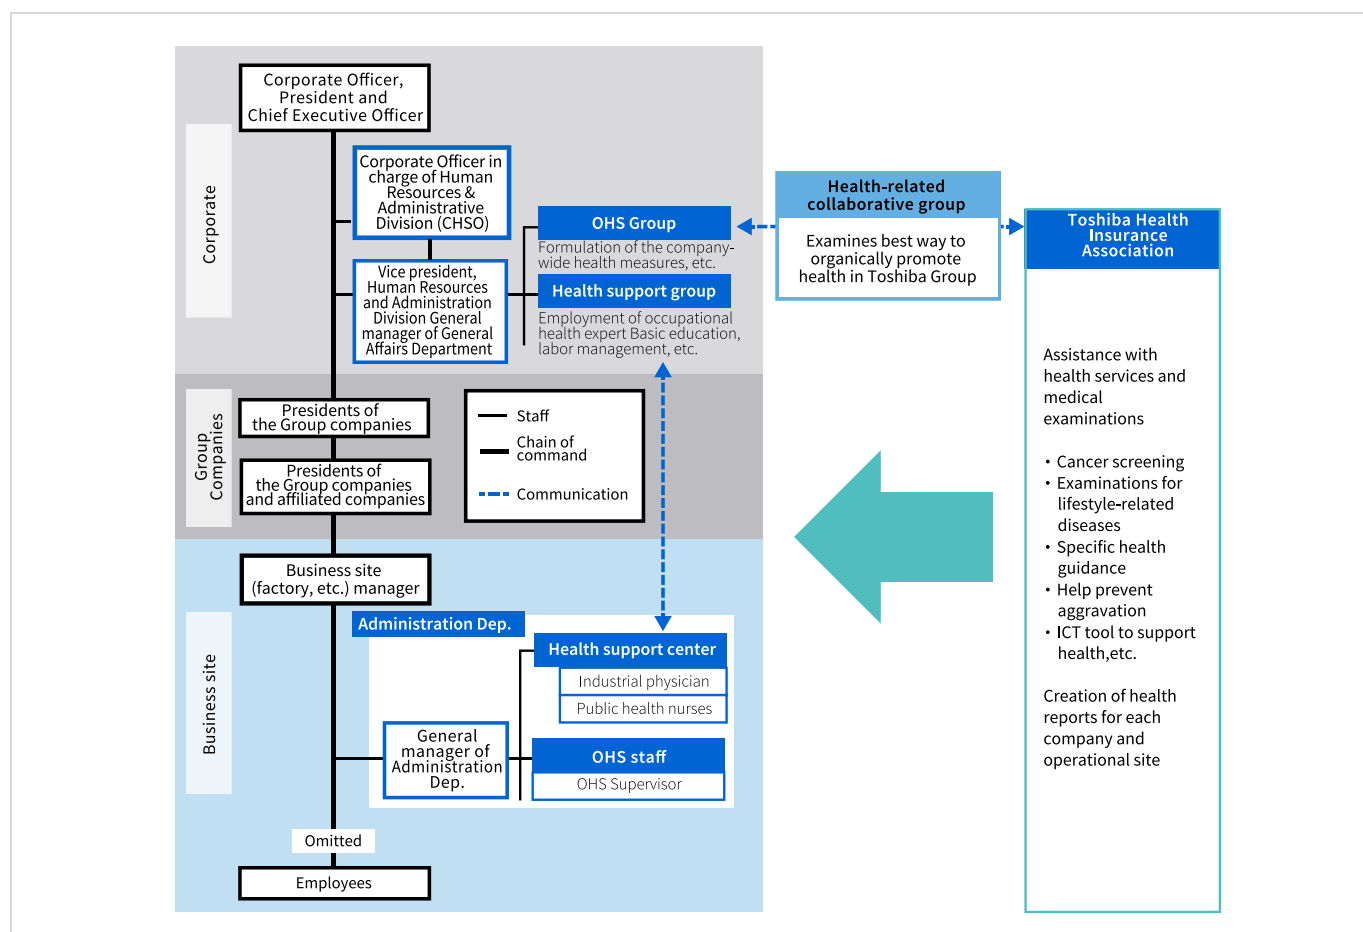 Corporate Officer,
President and
Chief Executive Officer
Corporate
Corporate Officer in
charge of Human
Resources &
Administrative
Division (CHSO)
Vice president,
Human Resources
and Administration
Division General
manager of General
Affairs Department
OHS Group
Formulation of the company-
wide health measures, etc.
Health support group
Employment of occupational
health expert Basic education,
labor management, etc.
Health-related
collaborative group
Examines best way to
organically promote
health in Toshiba Group
Toshiba Health
Insurance
Association
Assistance with
health services and
medical
examinations
・Cancer screening
・Examinations for
lifestyle-related
diseases
・Specific health
guidance
・Help prevent
aggravation
・ICT tool to support
health,etc.
Creation of health
reports for each
company and
operational site
Group
Companies
Presidents of
the Group companies
Presidents of
the Group companies
and affiliated companies
Staff
Chain of
command
Communication
Business site
Business site
(factory, etc.) manager
Administration Dep.
Health support center
Industrial physician
Public health nurses
General
manager of
Administration
Dep.
OHS staff
OHS Supervisor
Omitted
Employees